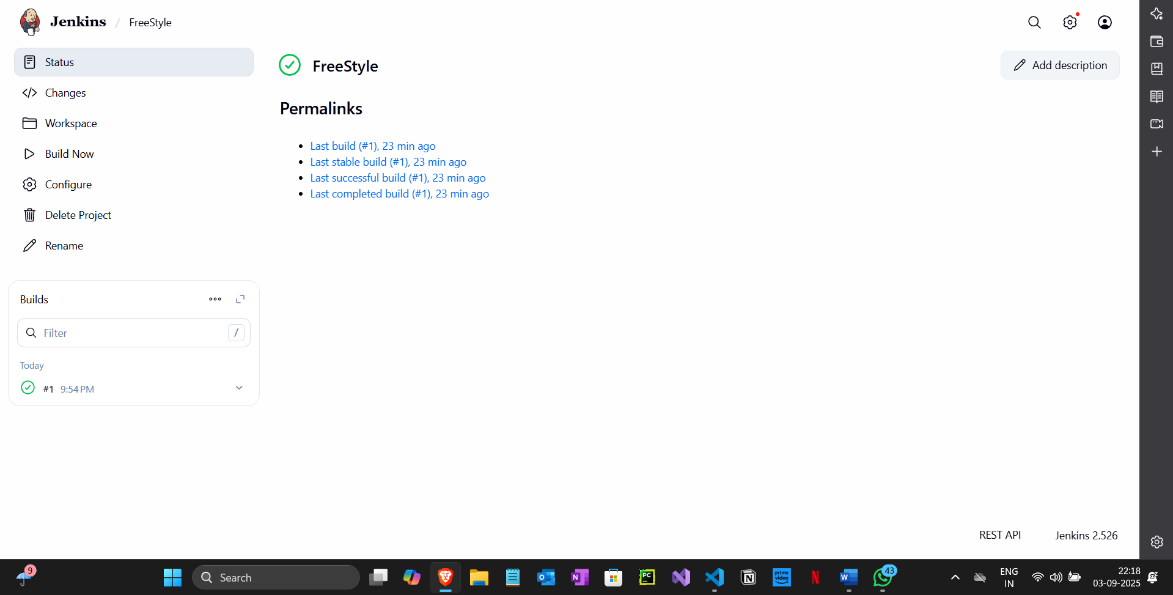 Jenkins / FreeStyle
Status
Changes
Workspace
Build Now
Configure
Delete Project
Rename
Builds
Filter /
Today
#1 9:54 PM
FreeStyle
Add description
Permalinks
Last build (#1), 23 min ago
Last stable build (#1), 23 min ago
Last successful build (#1), 23 min ago
Last completed build (#1), 23 min ago
REST API Jenkins 2.526
9
Search
PC
prime video
43
ENG
IN
22:18
03-09-2025